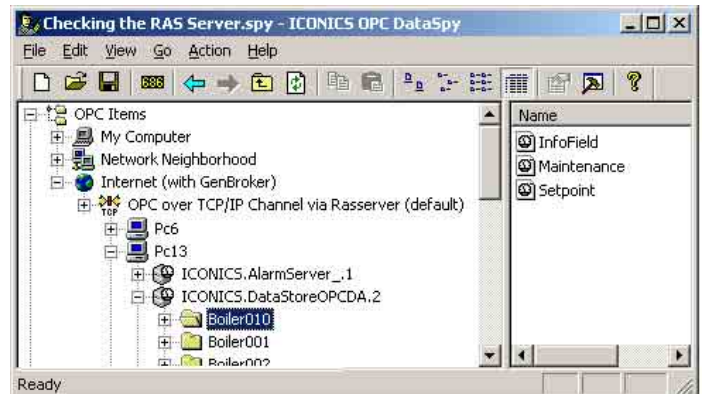 Checking the RAS Server.spy - ICONICS OPC DataSpy
File Edit View Go Action Help
OPC Items
My Computer
Network Neighborhood
Internet (with GenBroker)
TCP OPC over TCP/IP Channel via Rasserver (default)
Pc6
Pc13
ICONICS.AlarmServer_.1
ICONICS.DataStoreOPCDA.2
Boiler010
Boiler001
Boiler002
Name
InfoField
Maintenance
Setpoint
Ready